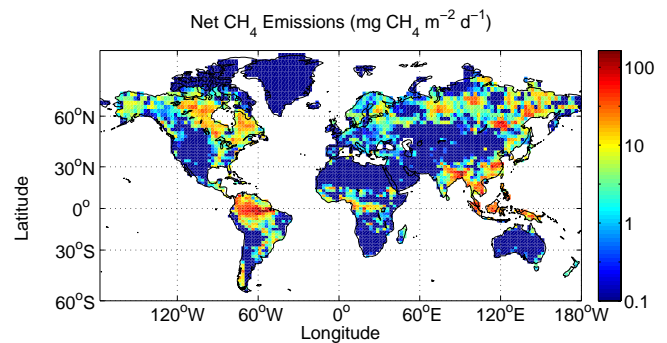 Net CH₄ Emissions (mg CH₄ m⁻² d⁻¹)
100
60°N
10
30°N
Latitude
0°
1
30°S
60°S
0.1
120°W 60°W 0° 60°E 120°E 180°W
Longitude